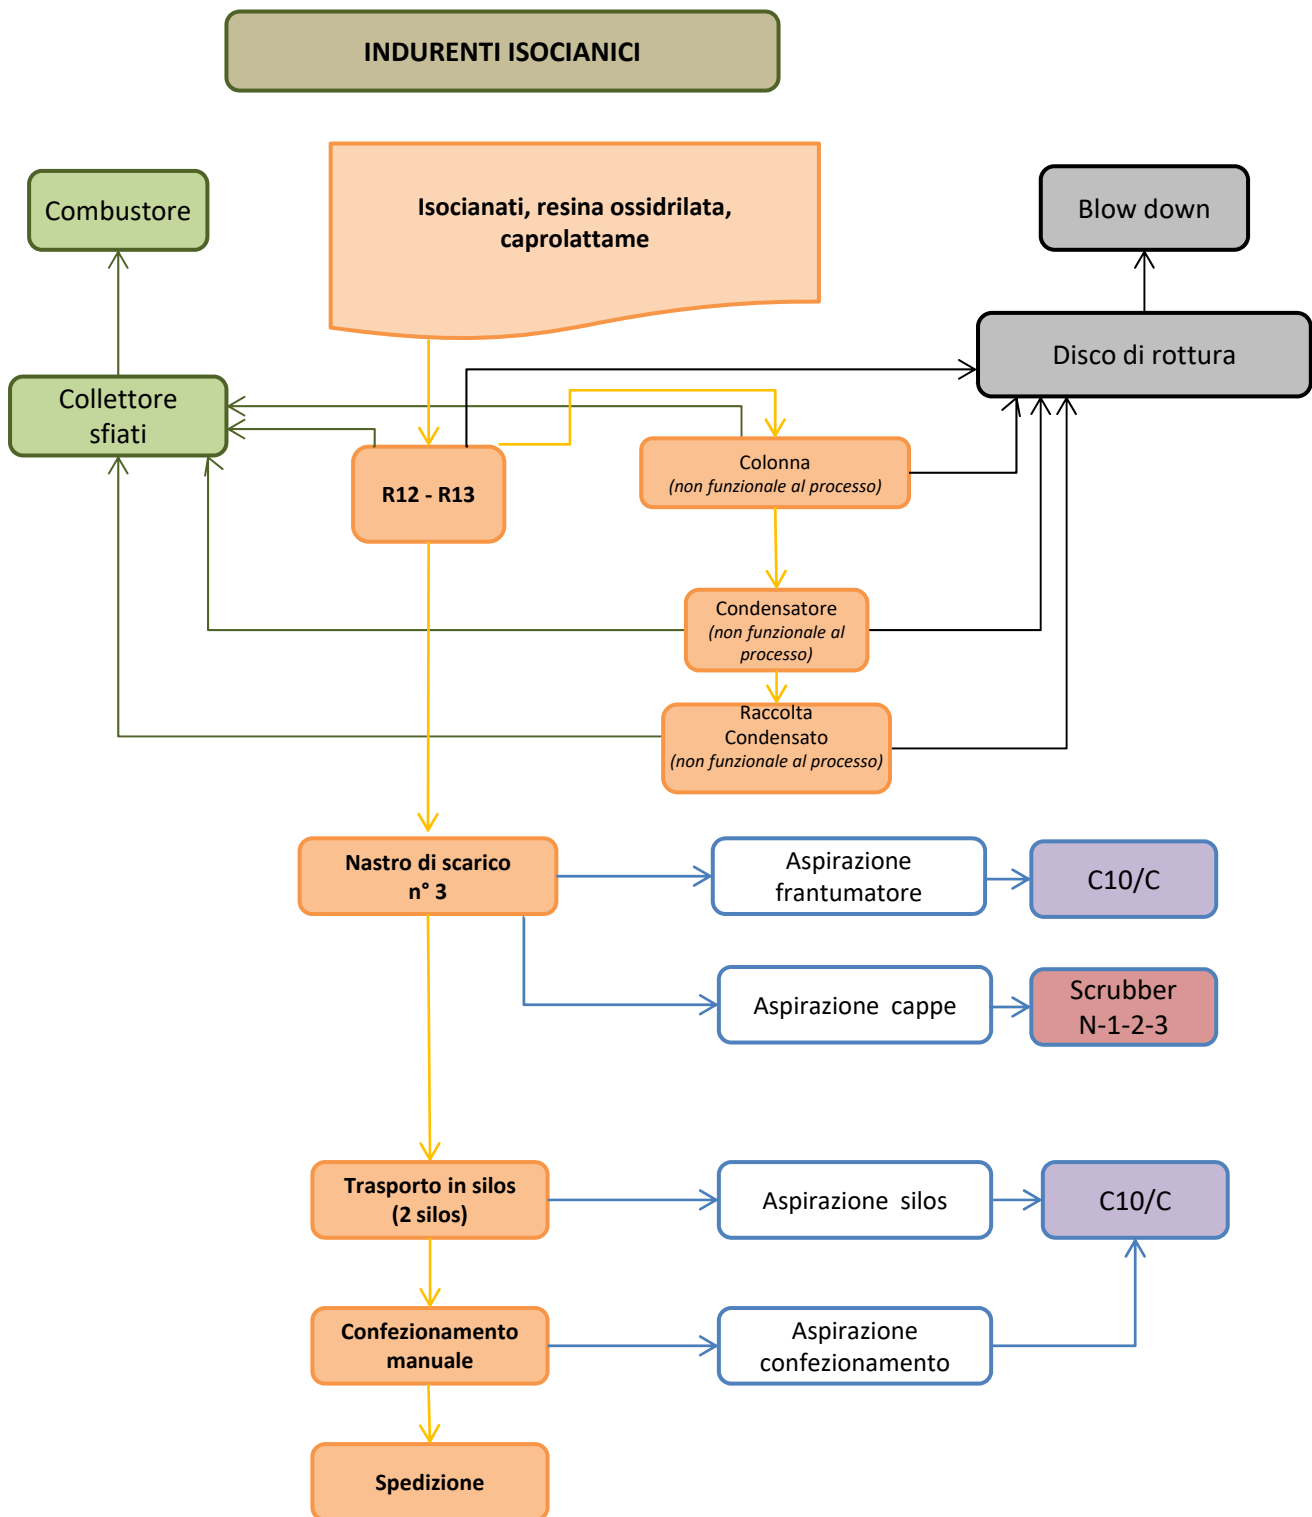 INDURENTI ISOCIANICI
Isocianati, resina ossidrilata,
caprolattame
Combustore
Blow down
Disco di rottura
Collettore
sfiati
R12 - R13
Colonna
(non funzionale al processo)
Condensatore
(non funzionale al
processo)
Raccolta
Condensato
(non funzionale al processo)
Nastro di scarico
n° 3
Aspirazione
frantumatore
C10/C
Aspirazione cappe
Scrubber
N-1-2-3
Trasporto in silos
(2 silos)
Aspirazione silos
C10/C
Confezionamento
manuale
Aspirazione
confezionamento
Spedizione